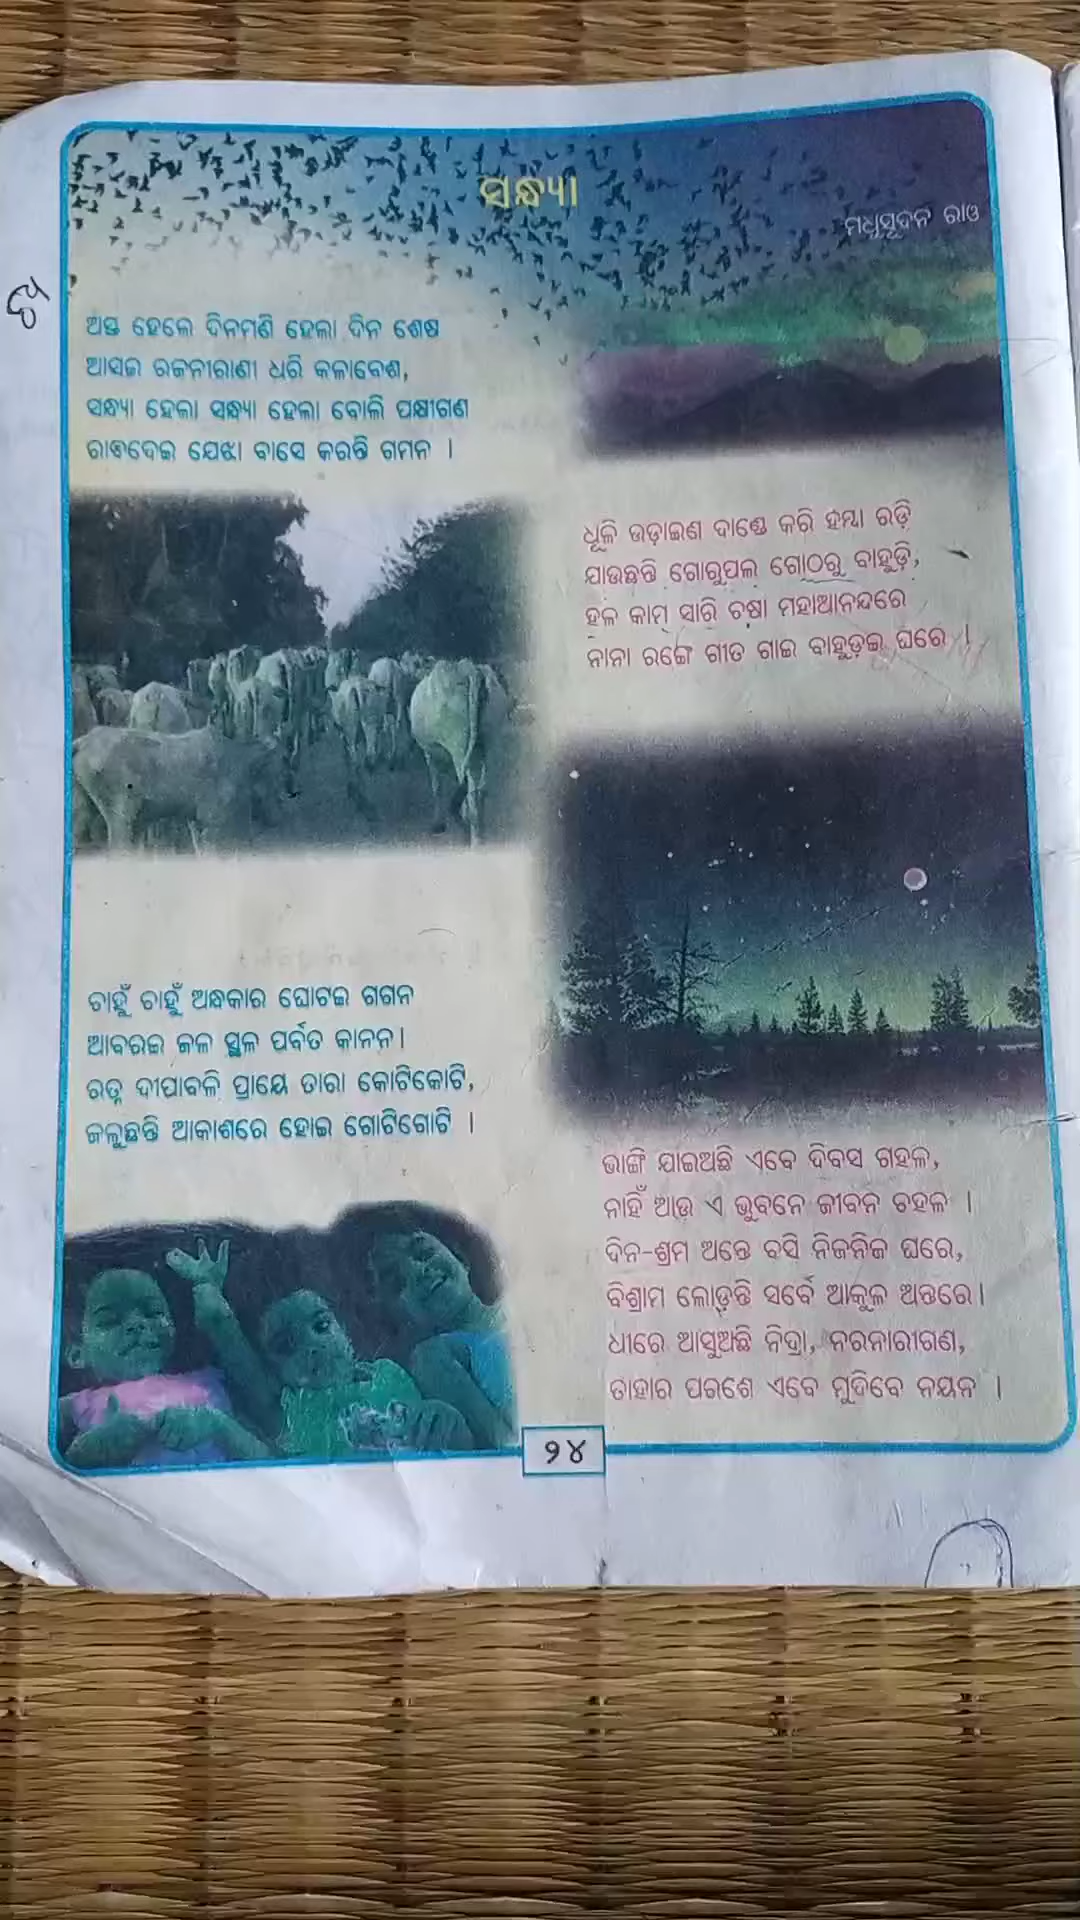 ସନ୍ଧ୍ୟା
ମଧୁସୂଦନ ରାଓ
ଅସ୍ତ ହେଲେ ଦିନମଣି ହେଲା ଦିନ ଶେଷ
ଆସଇ ରଜନୀରାଣୀ ଧରି କଳାବେଶ,
ସନ୍ଧ୍ୟା ହେଲା ସନ୍ଧ୍ୟା ହେଲା ବୋଲି ପକ୍ଷୀଗଣ
ରାବଦେଇ ଯେଝା ବାସେ କରନ୍ତି ଗମନ ।
ଧୂଳି ଉଡ଼ାଇଣ ଦାଣ୍ଡେ କରି ହମ୍ବା ରଡ଼ି
ଯାଉଛନ୍ତି ଗୋରୁପଲ ଗୋଠରୁ ବାହୁଡ଼ି,
ହଳ କାମ ସାରି ଚଷା ମହାଆନନ୍ଦରେ
ନାନା ରଙ୍ଗେ ଗୀତ ଗାଇ ବାହୁଡ଼ଇ ଘରେ ।
ଚାହୁଁ ଚାହୁଁ ଅନ୍ଧକାର ଘୋଟଇ ଗଗନ
ଆବରଇ ଜଳ ସ୍ଥଳ ପର୍ବତ କାନନ।
ରତ୍ନ ଦୀପାବଳି ପ୍ରାୟେ ତାରା କୋଟିକୋଟି,
ଜଳୁଛନ୍ତି ଆକାଶରେ ହୋଇ ଗୋଟିଗୋଟି ।
ଭାଙ୍ଗି ଯାଇଅଛି ଏବେ ଦିବସ ଗହଳ,
ନାହିଁ ଆଉ ଏ ଭୁବନେ ଜୀବନ ଚହଳ ।
ଦିନ-ଶ୍ରମ ଅନ୍ତେ ବସି ନିଜନିଜ ଘରେ,
ବିଶ୍ରାମ ଲୋଡ଼ନ୍ତି ସର୍ବେ ଆକୁଳ ଅନ୍ତରେ।
ଧୀରେ ଆସୁଅଛି ନିଦ୍ରା, ନରନାରୀଗଣ,
ତାହାର ପରଶେ ଏବେ ମୁଦିବେ ନୟନ ।
୨୪